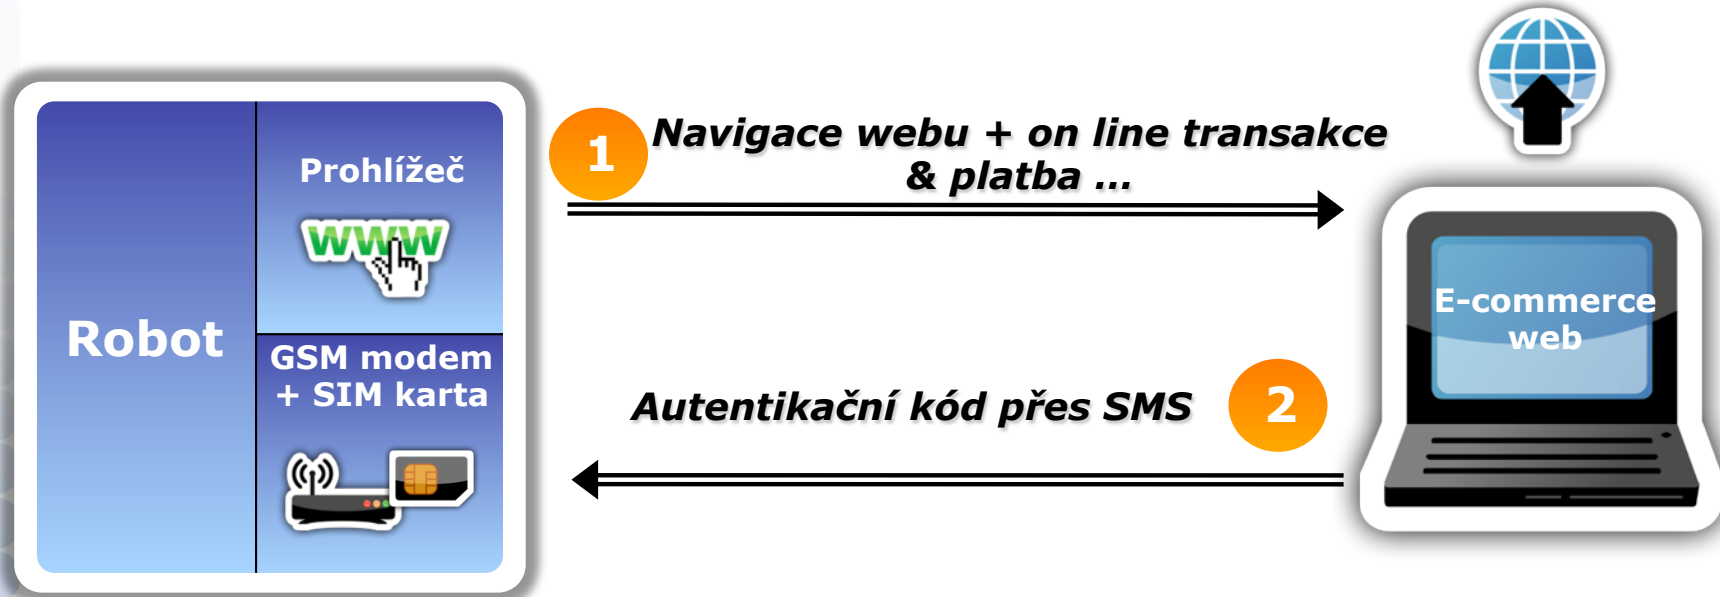 Robot
Prohlížeč
www
GSM modem
+ SIM karta
1
Navigace webu + on line transakce
& platba ...
Autentikační kód přes SMS
2
E-commerce
web